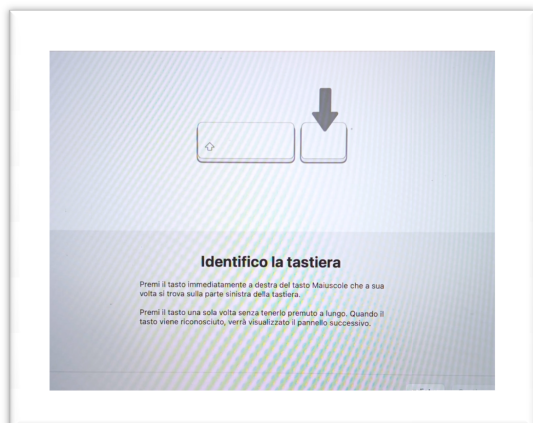 Identifico la tastiera
Premi il tasto immediatamente a destra del tasto Maiuscole che a sua
volta si trova sulla parte sinistra della tastiera.
Premi il tasto una sola volta senza tenerlo premuto a lungo. Quando il
tasto viene riconosciuto, verrà visualizzato il pannello successivo.